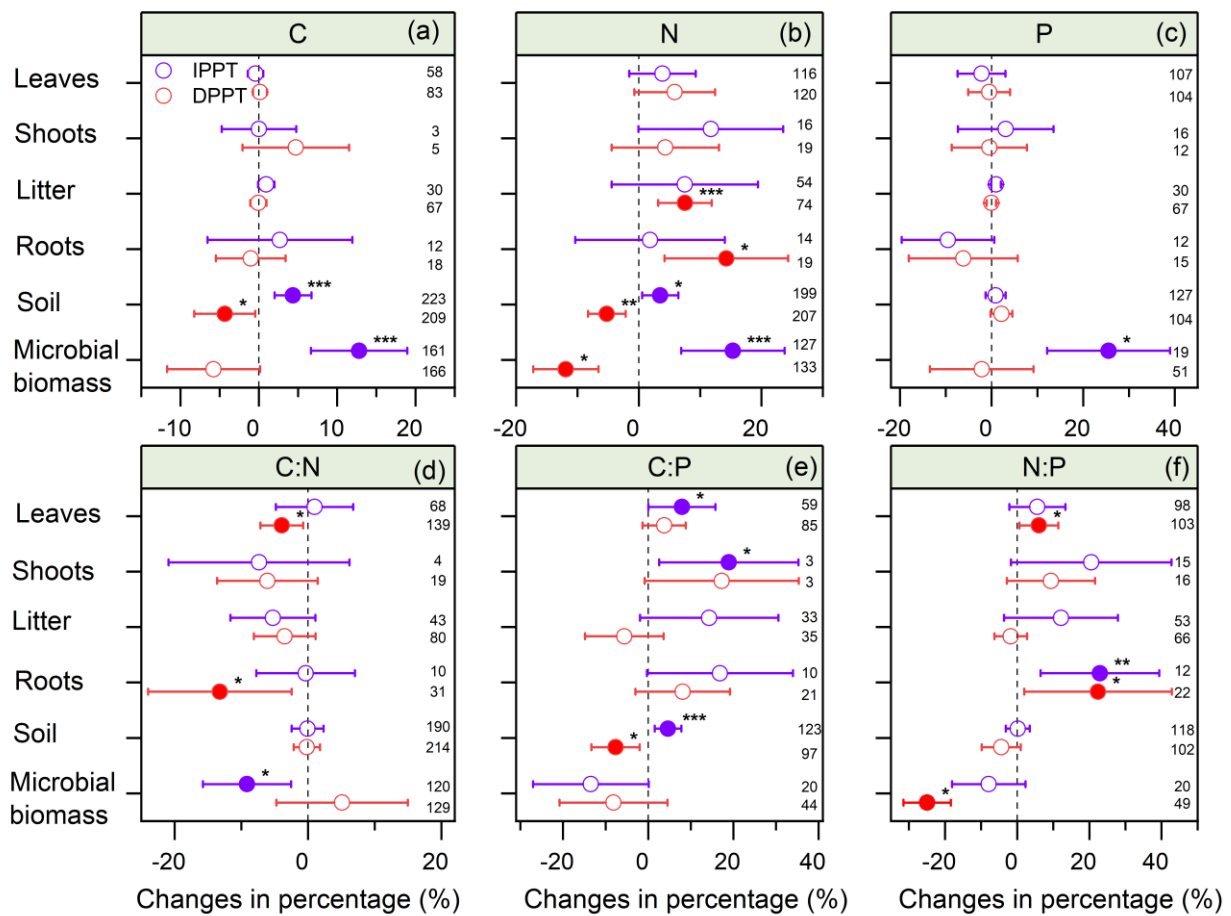 C (a)
N (b)
P (c)
IPPT
DPPT
Leaves
Shoots
Litter
Roots
Soil
Microbial
biomass
58
83
3
5
30
67
12
18
*** 223
* 209
*** 161
166
116
120
16
19
54
*** 74
14
* 19
* 199
** 207
*** 127
* 133
107
104
16
12
30
67
12
15
127
104
* 19
51
-10 0 10 20
-20 0 20
-20 0 20 40
C:N (d)
C:P (e)
N:P (f)
Leaves
Shoots
Litter
Roots
Soil
Microbial
biomass
68
* 139
4
19
43
80
10
* 31
190
214
* 120
129
* 59
85
* 3
3
33
35
10
21
*** 123
* 97
20
44
98
* 103
15
16
53
66
** 12
* 22
118
102
20
* 49
-20 0 20
-20 0 20 40
-20 0 20 40
Changes in percentage (%)
Changes in percentage (%)
Changes in percentage (%)